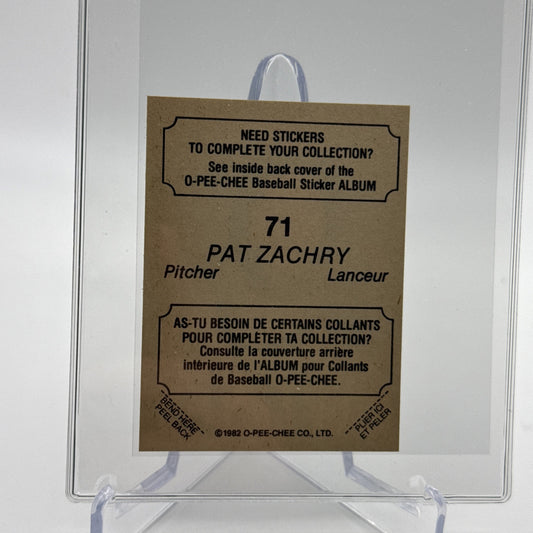 NEED STICKERS
TO COMPLETE YOUR COLLECTION?
See inside back cover of the
O-PEE-CHEE Baseball Sticker ALBUM
71
PAT ZACHRY
Pitcher Lanceur
AS-TU BESOIN DE CERTAINS COLLANTS
POUR COMPLÉTER TA COLLECTION?
Consulte la couverture arrière
intérieure de l'ALBUM pour Collants
de Baseball O-PEE-CHEE.
BEND HERE
PEEL BACK
PLIER ICI
ET PELER
©1982 O-PEE-CHEE CO., LTD.